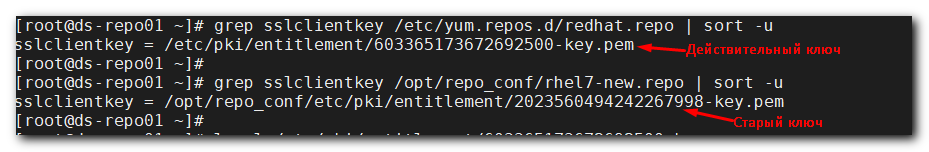 [root@ds-repo01 ~]# grep sslclientkey /etc/yum.repos.d/redhat.repo | sort -u
sslclientkey = /etc/pki/entitlement/603365173672692500-key.pem
Действительный ключ
[root@ds-repo01 ~]#
[root@ds-repo01 ~]# grep sslclientkey /opt/repo_conf/rhel7-new.repo | sort -u
sslclientkey = /opt/repo_conf/etc/pki/entitlement/2023560494242267998-key.pem
[root@ds-repo01 ~]#
Старый ключ